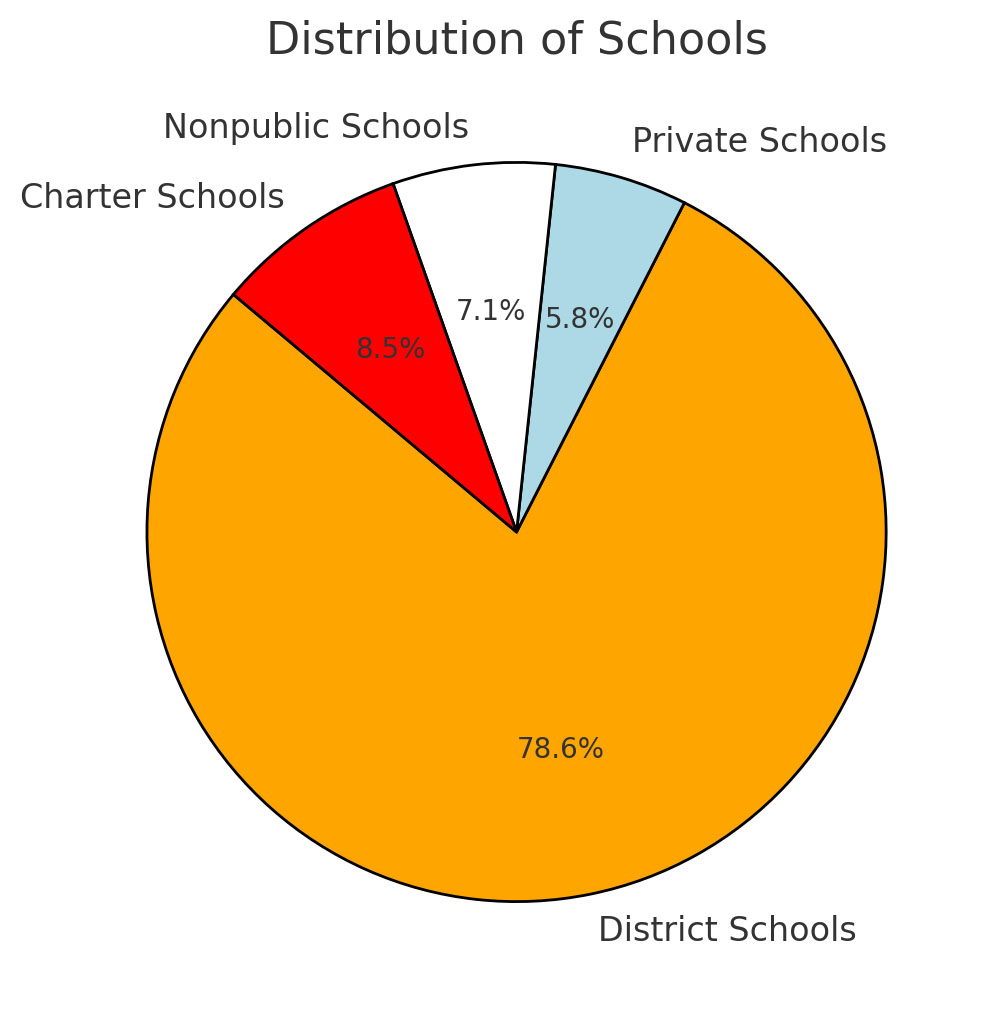 Distribution of Schools
Nonpublic Schools
Private Schools
Charter Schools
7.1%
5.8%
8.5%
78.6%
District Schools